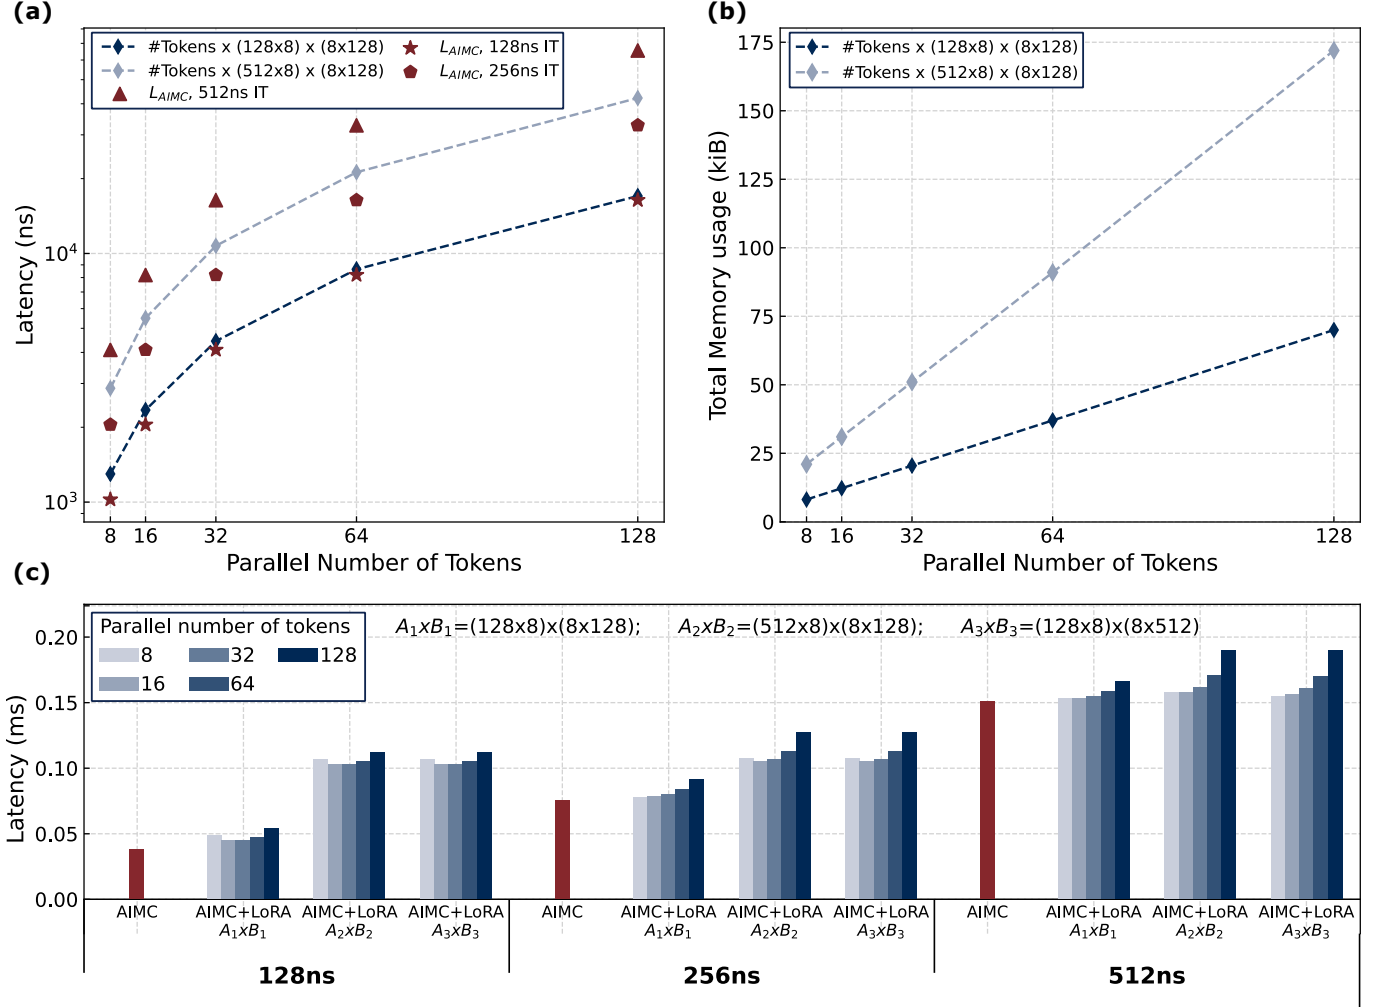 (a)
#Tokens x (128x8) x (8x128)
#Tokens x (512x8) x (8x128)
L_AIMC, 512ns IT
L_AIMC, 128ns IT
L_AIMC, 256ns IT
Latency (ns)
10^4
10^3
8 16 32 64 128
Parallel Number of Tokens
(b)
#Tokens x (128x8) x (8x128)
#Tokens x (512x8) x (8x128)
Total Memory usage (kiB)
175
150
125
100
75
50
25
0
8 16 32 64 128
Parallel Number of Tokens
(c)
Parallel number of tokens
8 32 128
16 64
A₁xB₁=(128x8)x(8x128); A₂xB₂=(512x8)x(8x128); A₃xB₃=(128x8)x(8x512)
Latency (ms)
0.20
0.15
0.10
0.05
0.00
AIMC AIMC+LoRA AIMC+LoRA AIMC+LoRA AIMC AIMC+LoRA AIMC+LoRA AIMC+LoRA AIMC AIMC+LoRA AIMC+LoRA AIMC+LoRA
A₁xB₁ A₂xB₂ A₃xB₃ A₁xB₁ A₂xB₂ A₃xB₃ A₁xB₁ A₂xB₂ A₃xB₃
128ns 256ns 512ns